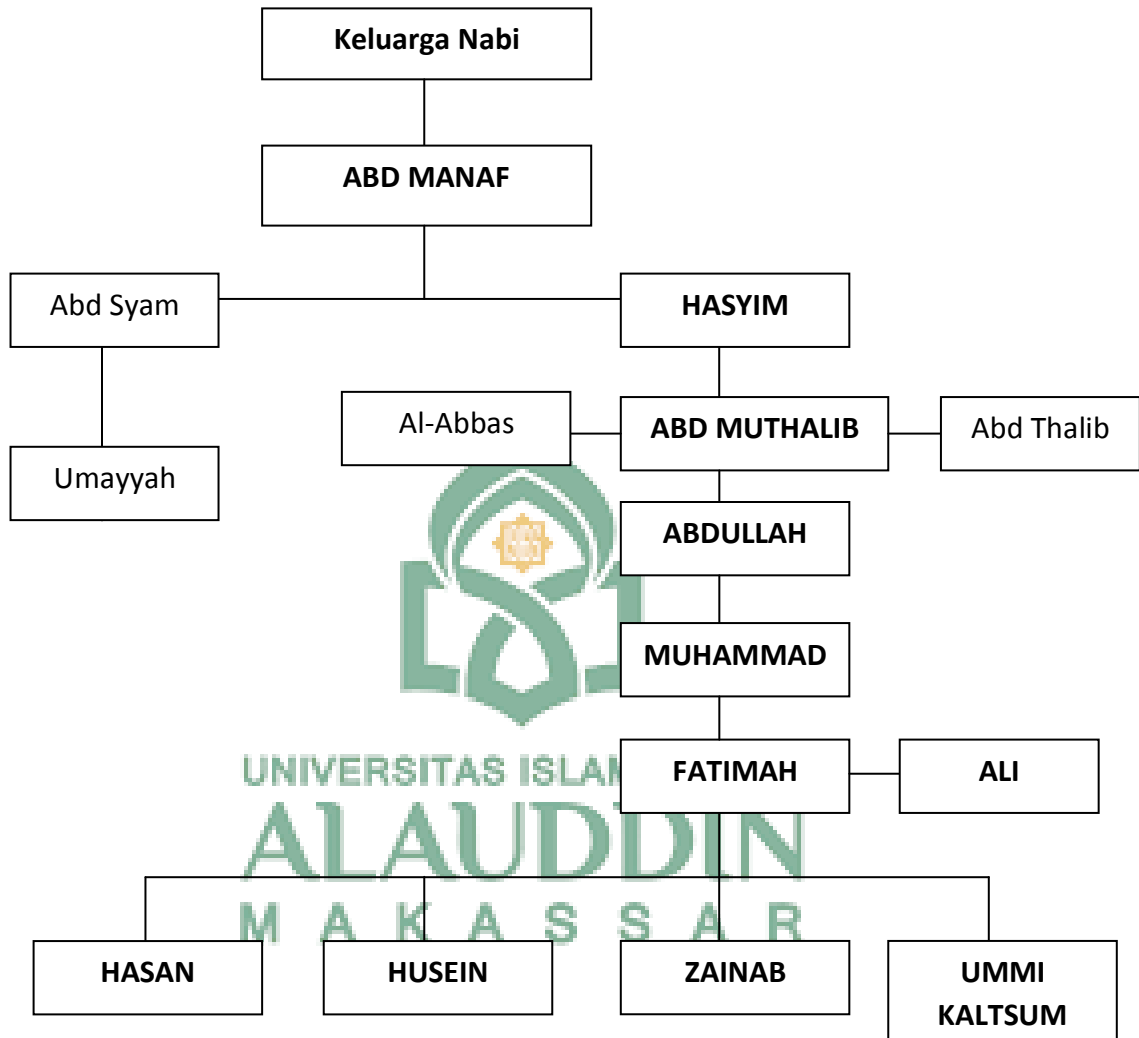 Keluarga Nabi
ABD MANAF
Abd Syam
HASYIM
Al-Abbas
ABD MUTHALIB
Abd Thalib
Umayyah
ABDULLAH
MUHAMMAD
UNIVERSITAS ISLAM
FATIMAH
ALI
ALAUDDIN
MAKASSAR
HASAN
HUSEIN
ZAINAB
UMMI
KALTSUM